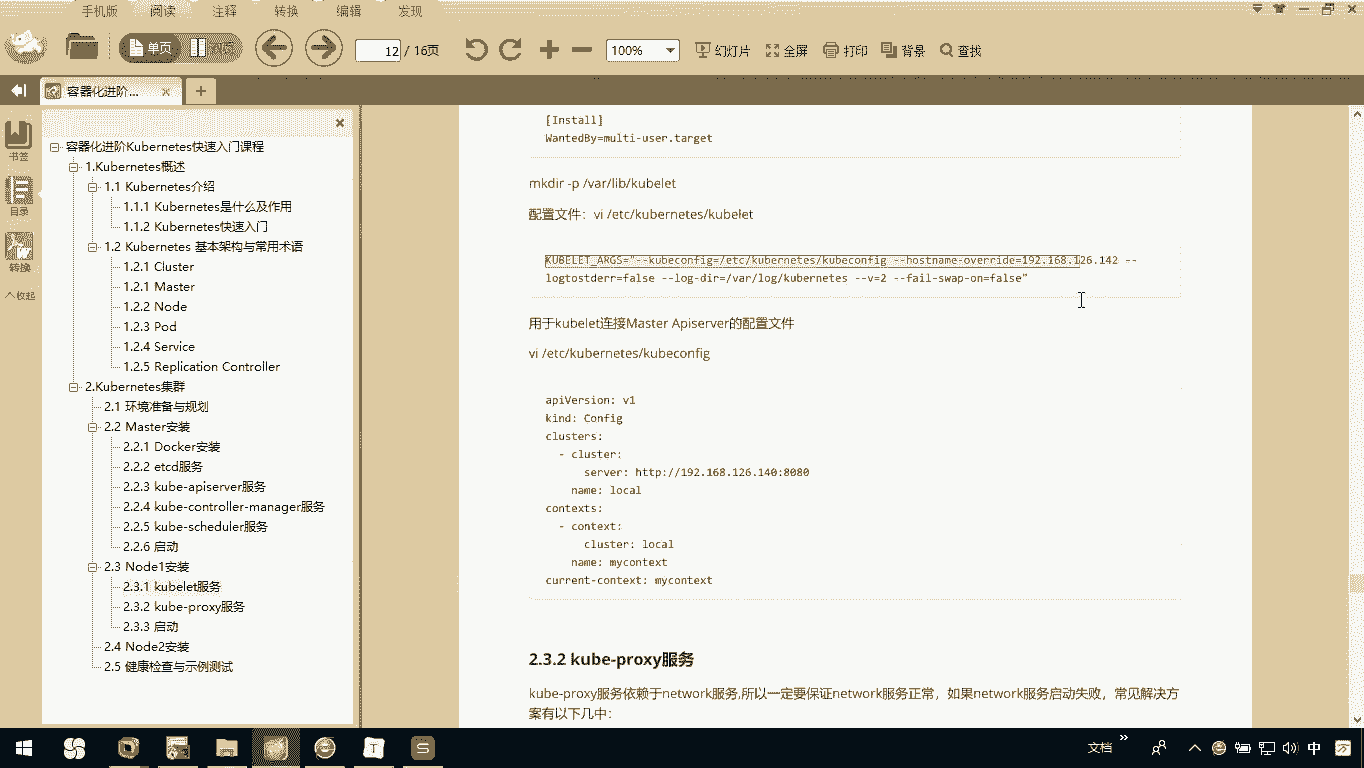 手机版 阅读 注释 转换 编辑 发现
单页 双页 12 / 16页 100% 幻灯片 全屏 打印 背景 查找
容器化进阶...
书签
目录
转换
收起
容器化进阶Kubernetes快速入门课程
1.Kubernetes概述
1.1 Kubernetes介绍
1.1.1 Kubernetes是什么及作用
1.1.2 Kubernetes快速入门
1.2 Kubernetes 基本架构与常用术语
1.2.1 Cluster
1.2.1 Master
1.2.2 Node
1.2.3 Pod
1.2.4 Service
1.2.5 Replication Controller
2.Kubernetes集群
2.1 环境准备与规划
2.2 Master安装
2.2.1 Docker安装
2.2.2 etcd服务
2.2.3 kube-apiserver服务
2.2.4 kube-controller-manager服务
2.2.5 kube-scheduler服务
2.2.6 启动
2.3 Node1安装
2.3.1 kubelet服务
2.3.2 kube-proxy服务
2.3.3 启动
2.4 Node2安装
2.5 健康检查与示例测试
[Install]
WantedBy=multi-user.target
mkdir -p /var/lib/kubelet
配置文件：vi /etc/kubernetes/kubelet
KUBELET_ARGS="--kubeconfig=/etc/kubernetes/kubeconfig --hostname-override=192.168.126.142 --
logtostderr=false --log-dir=/var/log/kubernetes --v=2 --fail-swap-on=false"
用于kubelet连接Master Apiserver的配置文件
vi /etc/kubernetes/kubeconfig
apiVersion: v1
kind: Config
clusters:
- cluster:
server: http://192.168.126.140:8080
name: local
contexts:
- context:
cluster: local
name: mycontext
current-context: mycontext
2.3.2 kube-proxy服务
kube-proxy服务依赖于network服务,所以一定要保证network服务正常，如果network服务启动失败，常见解决方
案有以下几中：
文档 中